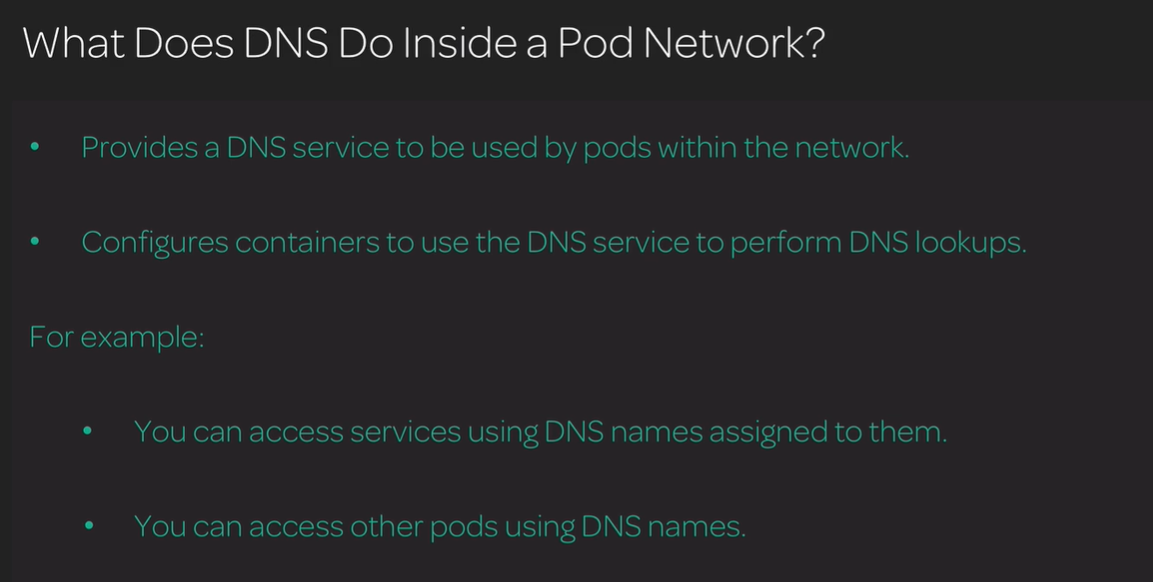 What Does DNS Do Inside a Pod Network?
• Provides a DNS service to be used by pods within the network.
• Configures containers to use the DNS service to perform DNS lookups.
For example:
• You can access services using DNS names assigned to them.
• You can access other pods using DNS names.